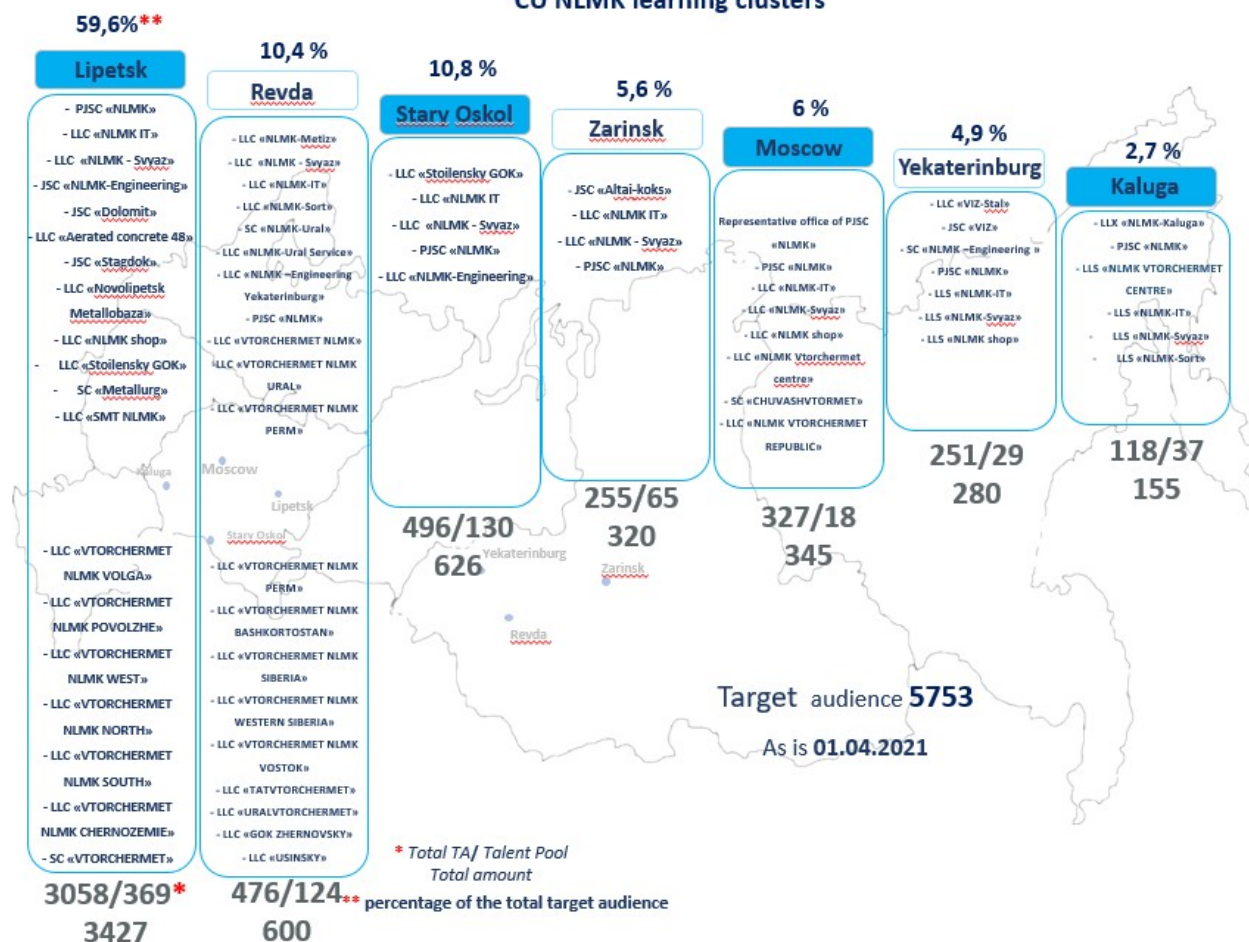 CU NLMK learning clusters
59,6%**
Lipetsk
- PJSC «NLMK»
- LLC «NLMK IT»
- LLC «NLMK - Svyaz»
- JSC «NLMK-Engineering»
- JSC «Dolomit»
- LLC «Aerated concrete 48»
- JSC «Stagdok»
- LLC «Novolipetsk
Metallobaza»
- LLC «NLMK shop»
- LLC «Stoilensky GOK»
- SC «Metallurg»
- LLC «SMT NLMK»
- LLC «VTORCHERMET
NLMK VOLGA»
- LLC «VTORCHERMET
NLMK POVOLZHE»
- LLC «VTORCHERMET
NLMK WEST»
- LLC «VTORCHERMET
NLMK NORTH»
- LLC «VTORCHERMET
NLMK SOUTH»
- LLC «VTORCHERMET
NLMK CHERNOZEMIE»
- SC «VTORCHERMET»
3058/369*
3427
10,4 %
Revda
- LLC «NLMK-Metiz»
- LLC «NLMK - Svyaz»
- LLC «NLMK-IT»
- LLC «NLMK-Sort»
- SC «NLMK-Ural»
- LLC «NLMK-Ural Service»
- LLC «NLMK –Engineering
Yekaterinburg»
- PJSC «NLMK»
- LLC «VTORCHERMET NLMK»
-LLC «VTORCHERMET NLMK
URAL»
- LLC «VTORCHERMET NLMK
PERM»
- LLC «VTORCHERMET NLMK
PERM»
- LLC «VTORCHERMET NLMK
BASHKORTOSTAN»
- LLC «VTORCHERMET NLMK
SIBERIA»
- LLC «VTORCHERMET NLMK
WESTERN SIBERIA»
- LLC «VTORCHERMET NLMK
VOSTOK»
- LLC «TATVTORCHERMET»
- LLC «URALVTORCHERMET»
- LLC «GOK ZHERNOVSKY»
- LLC «USINSKY»
476/124
600
10,8 %
Stary Oskol
- LLC «Stoilensky GOK»
- LLC «NLMK IT
- LLC «NLMK - Svyaz»
- PJSC «NLMK»
- LLC «NLMK-Engineering»
496/130
626
5,6 %
Zarinsk
- JSC «Altai-koks»
- LLC «NLMK IT»
- LLC «NLMK - Svyaz»
- PJSC «NLMK»
255/65
320
6 %
Moscow
Representative office of PJSC
«NLMK»
- PJSC «NLMK»
- LLC «NLMK-IT»
- LLC «NLMK-Svyaz»
- LLC «NLMK shop»
- LLC «NLMK Vtorchermet
centre»
- SC «CHUVASHVTORMET»
- LLC «NLMK VTORCHERMET
REPUBLIC»
327/18
345
4,9 %
Yekaterinburg
- LLC «VIZ-Stal»
- JSC «VIZ»
- SC «NLMK –Engineering »
- PJSC «NLMK»
- LLS «NLMK-IT»
- LLS «NLMK-Svyaz»
- LLS «NLMK shop»
251/29
280
2,7 %
Kaluga
- LLX «NLMK-Kaluga»
- PJSC «NLMK»
- LLS «NLMK VTORCHERMET
CENTRE»
- LLS «NLMK-IT»
- LLS «NLMK-Svyaz»
- LLS «NLMK-Sort»
118/37
155
Kaluga
Moscow
Lipetsk
Stary Oskol
Yekaterinburg
Zarinsk
Revda
Target audience 5753
As is 01.04.2021
* Total TA/ Talent Pool
Total amount
** percentage of the total target audience